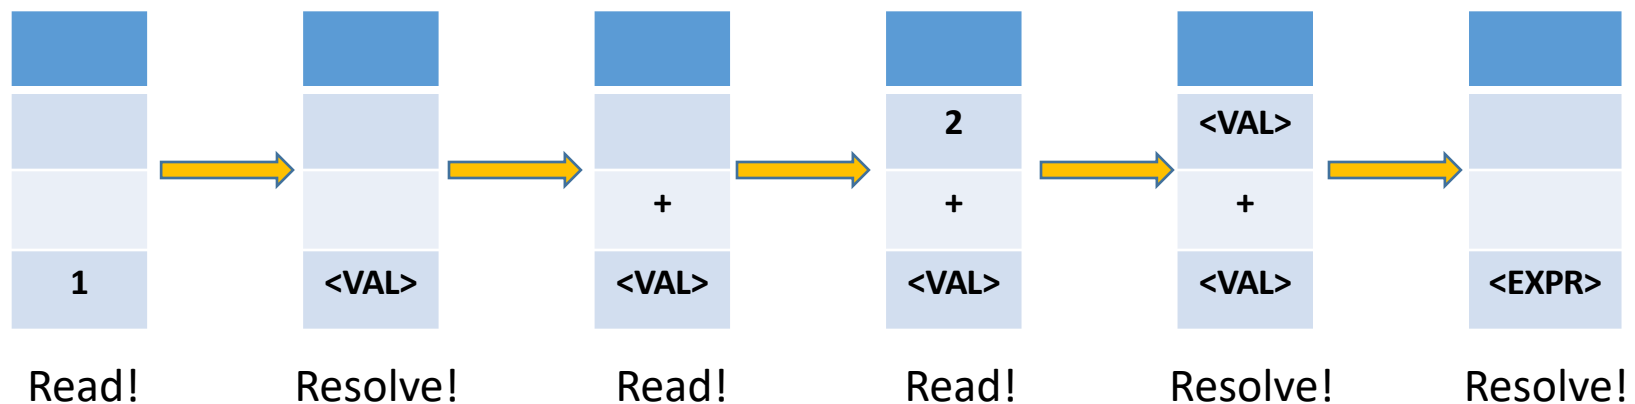 2 <VAL>
+ + +
1 <VAL> <VAL> <VAL> <VAL> <EXPR>
Read! Resolve! Read! Read! Resolve! Resolve!